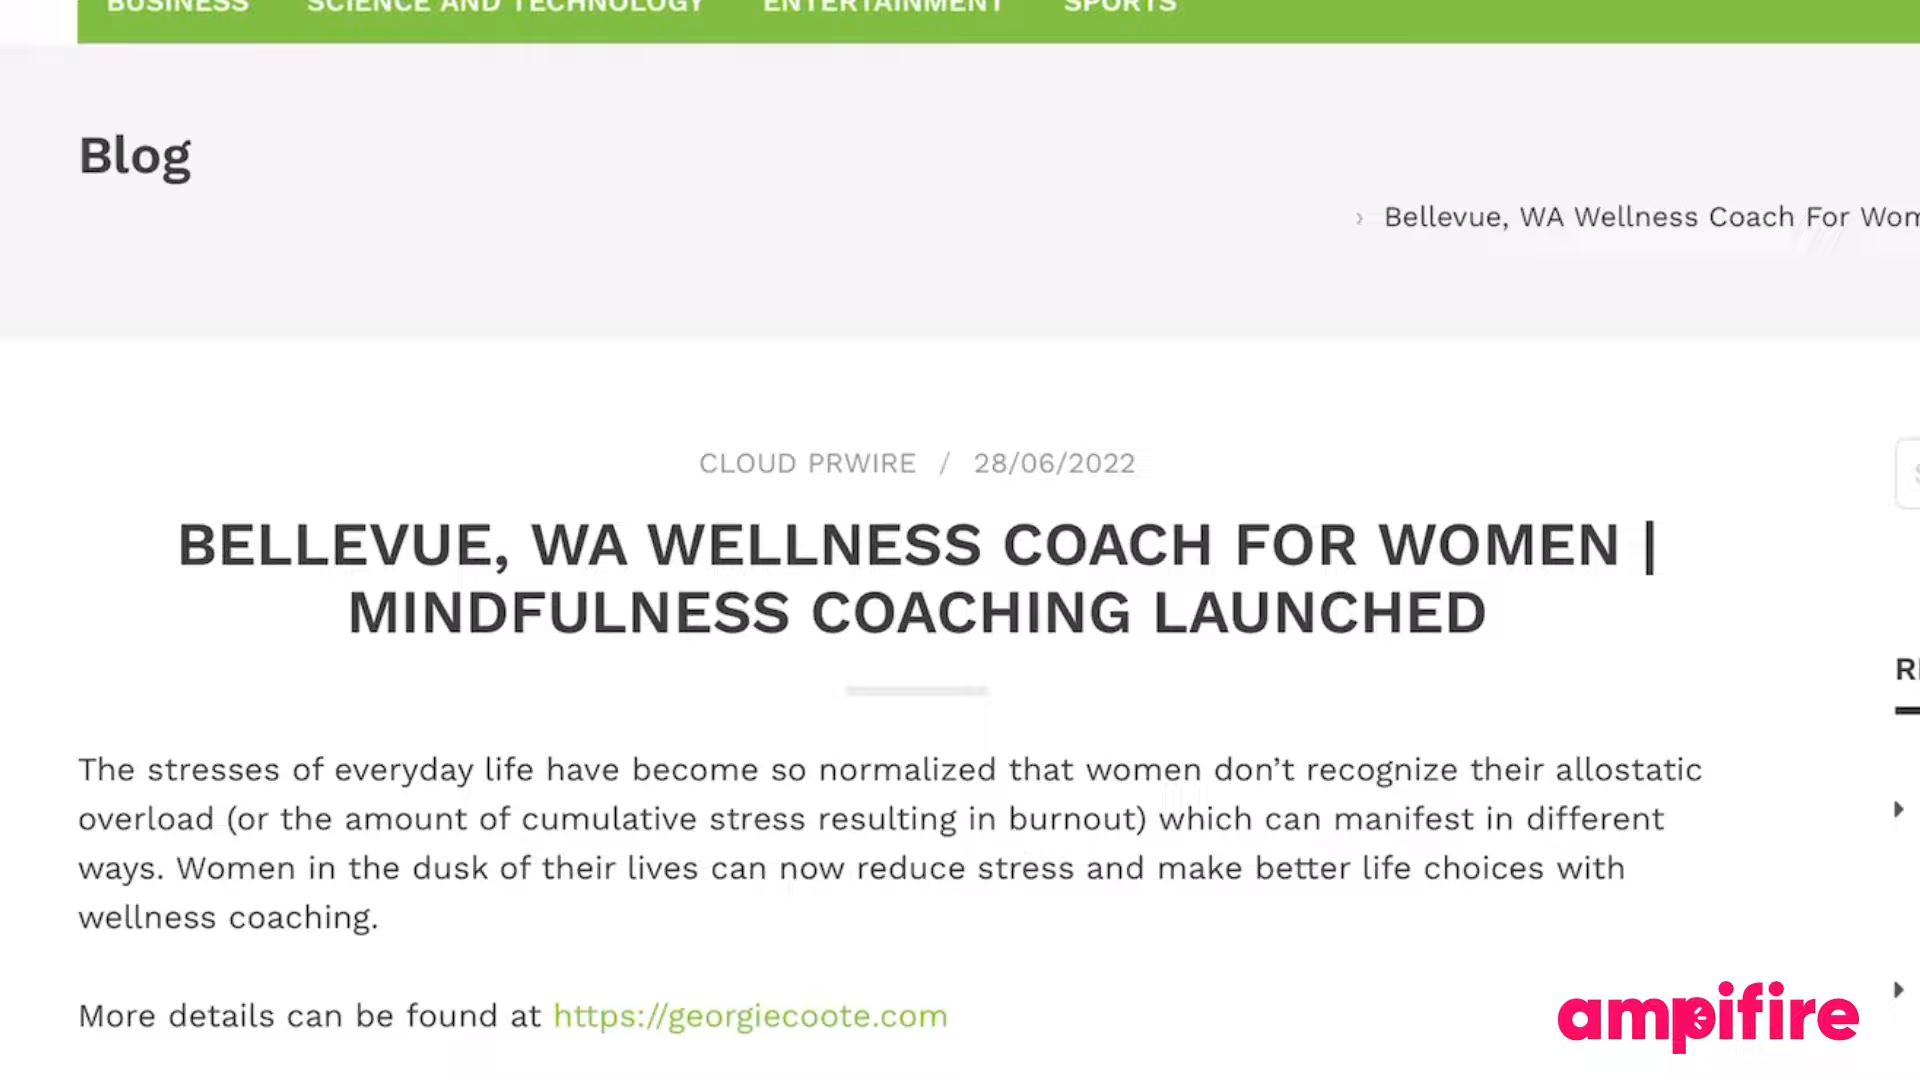 BUSINESS SCIENCE AND TECHNOLOGY ENTERTAINMENT SPORTS
Blog
› Bellevue, WA Wellness Coach For
CLOUD PRWIRE / 28/06/2022
BELLEVUE, WA WELLNESS COACH FOR WOMEN |
MINDFULNESS COACHING LAUNCHED
The stresses of everyday life have become so normalized that women don’t recognize their allostatic
overload (or the amount of cumulative stress resulting in burnout) which can manifest in different
ways. Women in the dusk of their lives can now reduce stress and make better life choices with
wellness coaching.
More details can be found at https://georgiecoote.com
ampifire